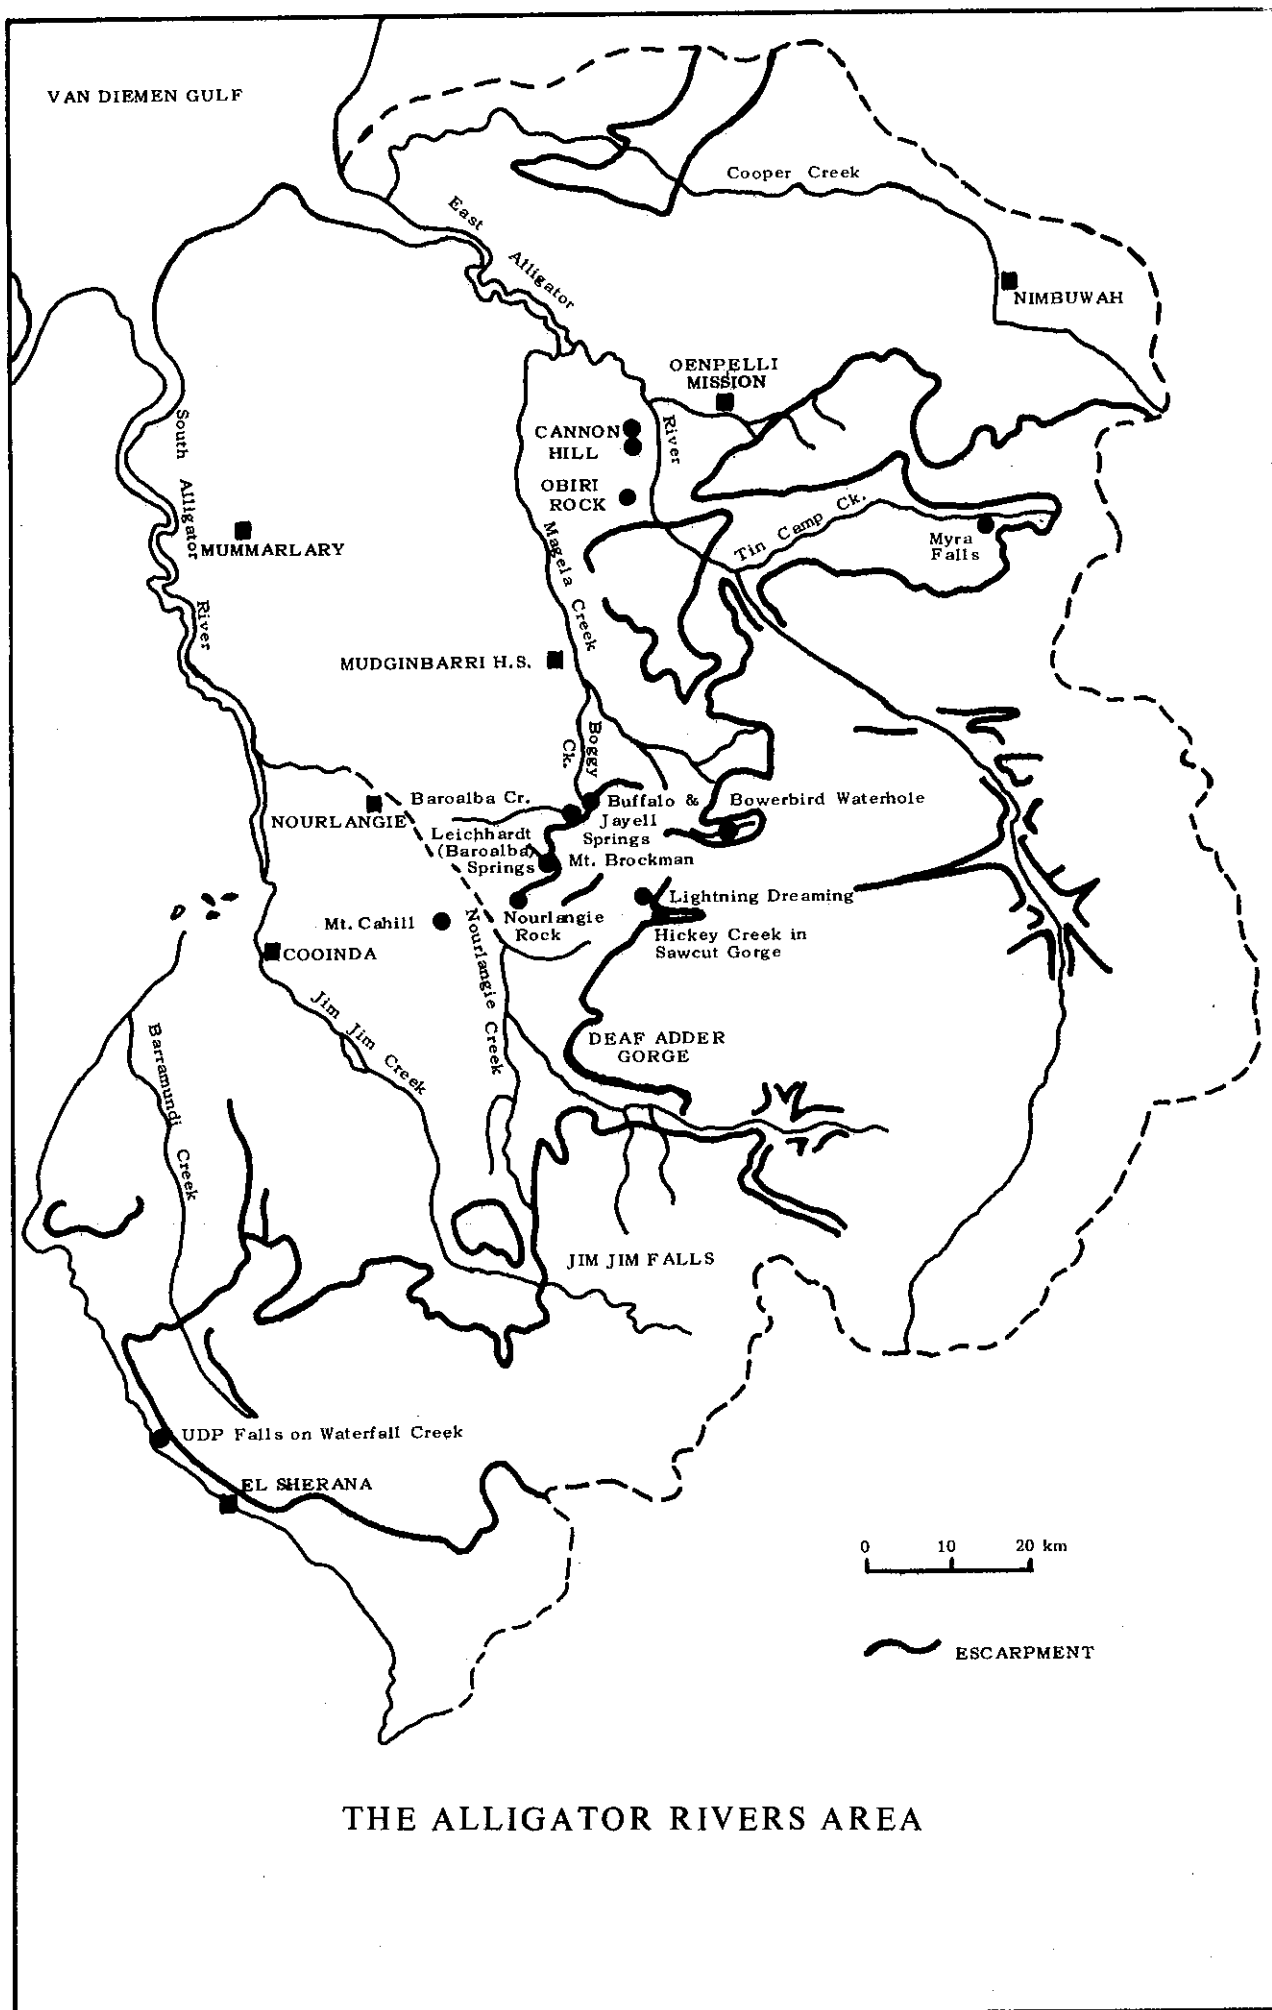 VAN DIEMEN GULF
Cooper Creek
East Alligator
River
NIMBUWAH
OENPELLI
MISSION
CANNON
HILL
OBIRI
ROCK
South Alligator
River
MUMMARLARY
Magela Creek
Tin Camp Ck.
Myra
Falls
MUDGINBARRI H.S.
Boggy
Ck.
Baroalba Cr.
Buffalo &
Jayell
Springs
Bowerbird Waterhole
NOURLANGIE
Leichhardt
(Baroalba)
Springs
Mt. Brockman
Lightning Dreaming
Mt. Cahill
Nourlangie
Rock
Hickey Creek in
Sawcut Gorge
COOINDA
Nourlangie Creek
Jim Jim Creek
DEAF ADDER
GORGE
Barramundi Creek
JIM JIM FALLS
UDP Falls on Waterfall Creek
EL SHERANA
0 10 20 km
ESCARPMENT
THE ALLIGATOR RIVERS AREA